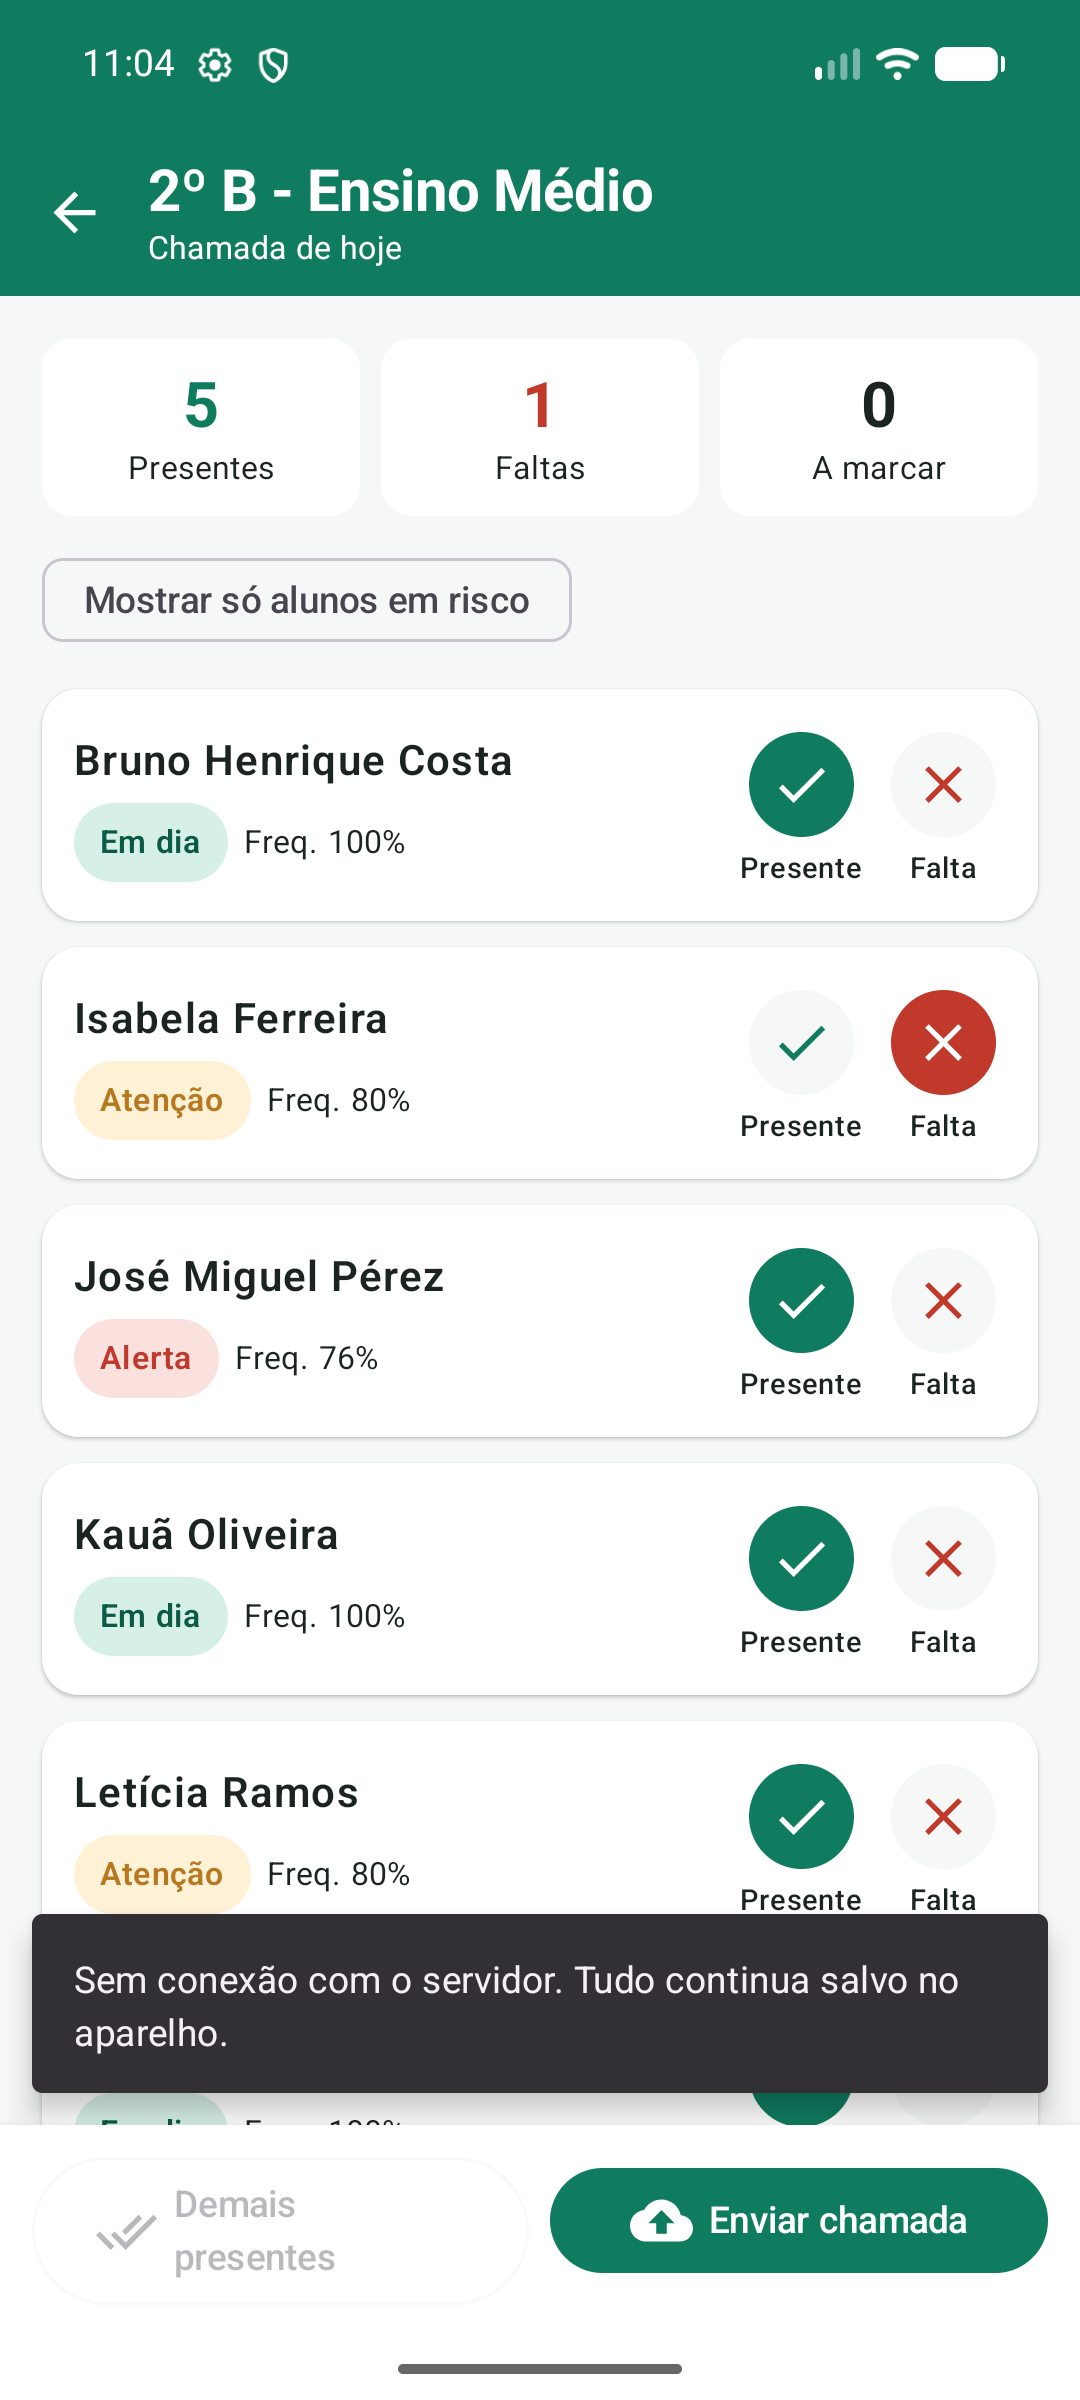 11:04
2º B - Ensino Médio
Chamada de hoje
5
Presentes
1
Faltas
0
A marcar
Mostrar só alunos em risco
Bruno Henrique Costa
Em dia
Freq. 100%
Presente
Falta
Isabela Ferreira
Atenção
Freq. 80%
Presente
Falta
José Miguel Pérez
Alerta
Freq. 76%
Presente
Falta
Kauã Oliveira
Em dia
Freq. 100%
Presente
Falta
Letícia Ramos
Atenção
Freq. 80%
Presente
Falta
Sem conexão com o servidor. Tudo continua salvo no
aparelho.
Demais
presentes
Enviar chamada